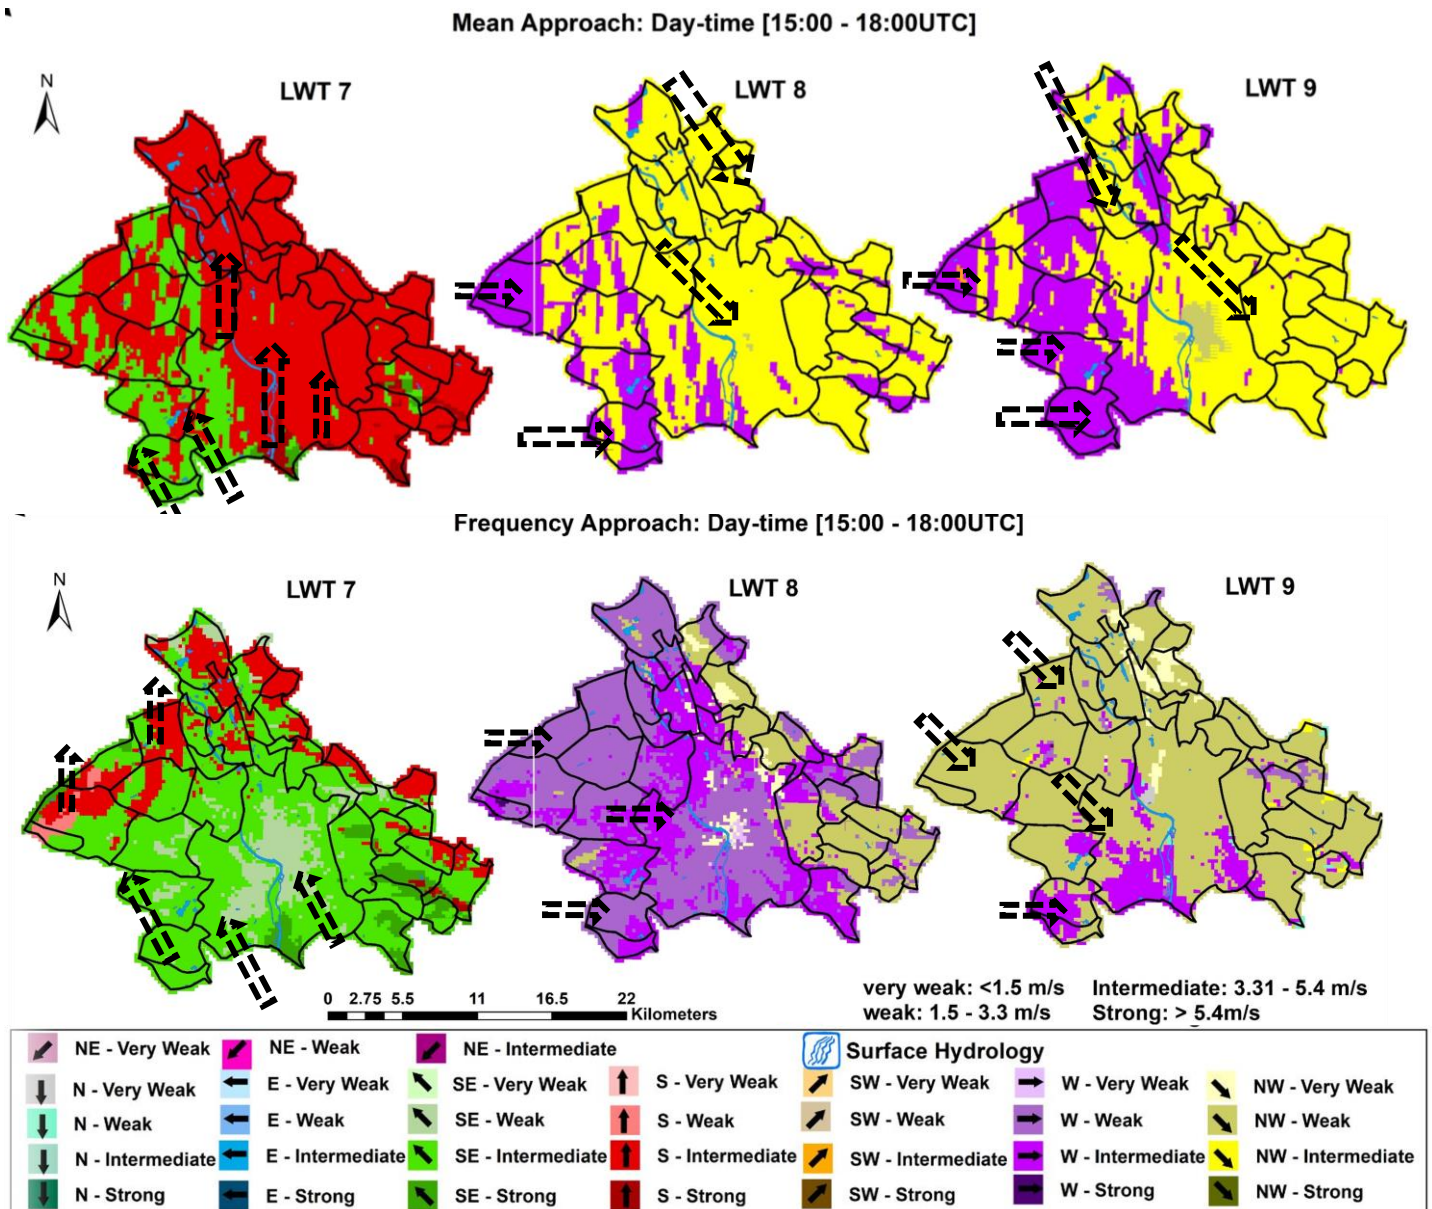 Mean Approach: Day-time [15:00 - 18:00UTC]
N
LWT 7
LWT 8
LWT 9
Frequency Approach: Day-time [15:00 - 18:00UTC]
N
LWT 7
LWT 8
LWT 9
very weak: <1.5 m/s Intermediate: 3.31 - 5.4 m/s
weak: 1.5 - 3.3 m/s Strong: > 5.4m/s
0 2.75 5.5 11 16.5 22
Kilometers
NE - Very Weak NE - Weak NE - Intermediate Surface Hydrology
N - Very Weak E - Very Weak SE - Very Weak S - Very Weak SW - Very Weak W - Very Weak NW - Very Weak
N - Weak E - Weak SE - Weak S - Weak SW - Weak W - Weak NW - Weak
N - Intermediate E - Intermediate SE - Intermediate S - Intermediate SW - Intermediate W - Intermediate NW - Intermediate
N - Strong E - Strong SE - Strong S - Strong SW - Strong W - Strong NW - Strong